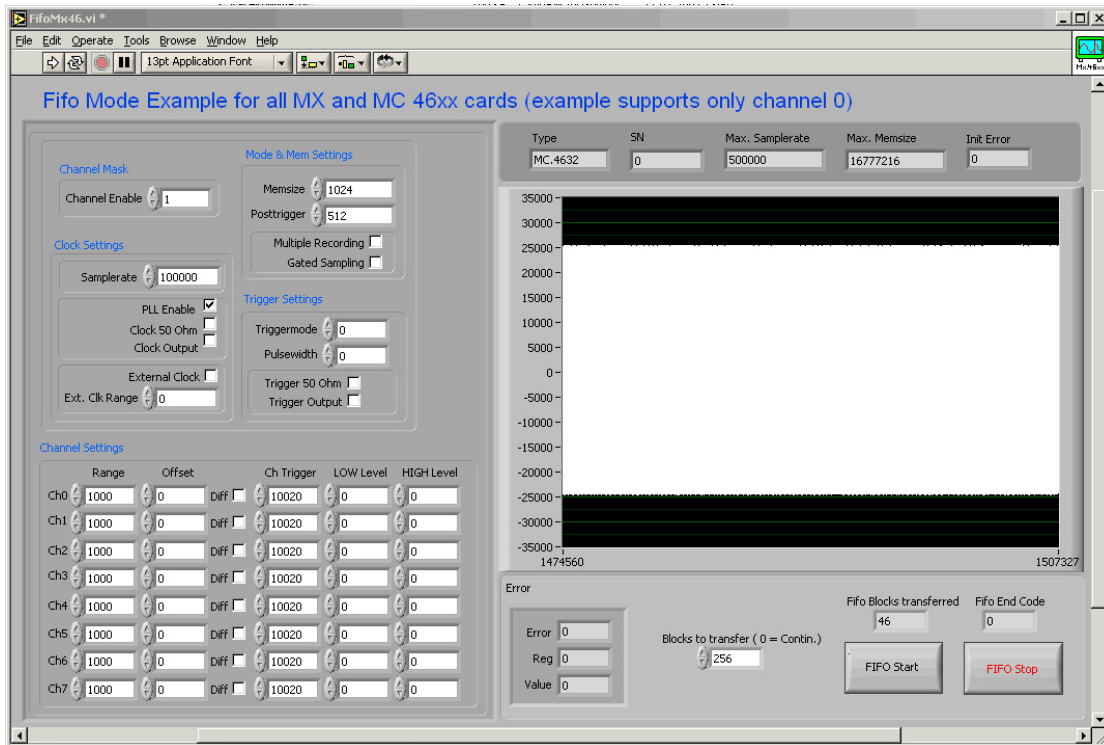 FifoMx46.vi *
File Edit Operate Tools Browse Window Help
13pt Application Font
Mx46xx
Fifo Mode Example for all MX and MC 46xx cards (example supports only channel 0)
Channel Mask
Channel Enable 1
Mode & Mem Settings
Memsize 1024
Posttrigger 512
Multiple Recording
Gated Sampling
Clock Settings
Samplerate 100000
PLL Enable
Clock 50 Ohm
Clock Output
External Clock
Ext. Clk Range 0
Trigger Settings
Triggermode 0
Pulsewidth 0
Trigger 50 Ohm
Trigger Output
Channel Settings
Range Offset Ch Trigger LOW Level HIGH Level
Ch0 1000 0 Diff 10020 0 0
Ch1 1000 0 Diff 10020 0 0
Ch2 1000 0 Diff 10020 0 0
Ch3 1000 0 Diff 10020 0 0
Ch4 1000 0 Diff 10020 0 0
Ch5 1000 0 Diff 10020 0 0
Ch6 1000 0 Diff 10020 0 0
Ch7 1000 0 Diff 10020 0 0
Type SN Max. Samplerate Max. Memsize Init Error
MC.4632 0 500000 16777216 0
35000
30000
25000
20000
15000
10000
5000
0
-5000
-10000
-15000
-20000
-25000
-30000
-35000
1474560 1507327
Error
Error 0
Reg 0
Value 0
Blocks to transfer ( 0 = Contin.)
256
Fifo Blocks transferred Fifo End Code
46 0
FIFO Start FIFO Stop